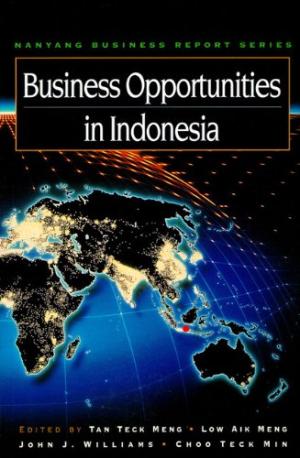 NANYANG BUSINESS REPORT SERIES
Business Opportunities
in Indonesia
EDITED BY TAN TECK MENG • LOW AIK MENG
JOHN J. WILLIAMS • CHOO TECK MIN